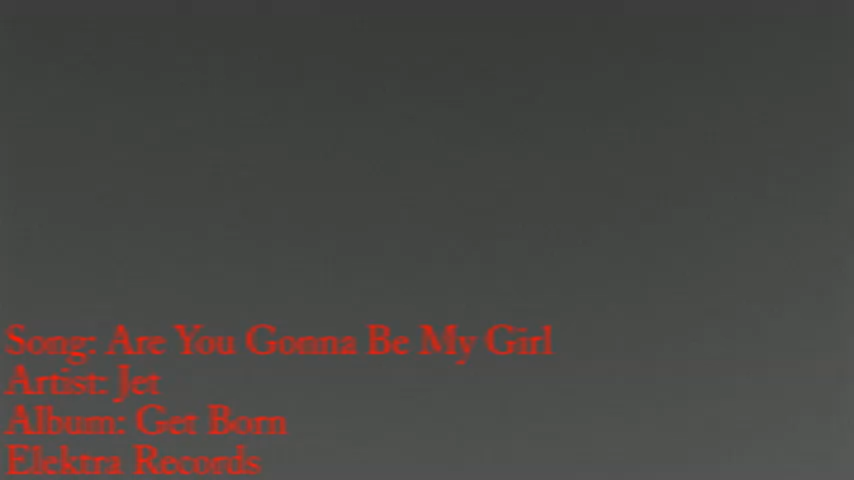 Song: Are You Gonna Be My Girl
Artist: Jet
Album: Get Born
Elektra Records